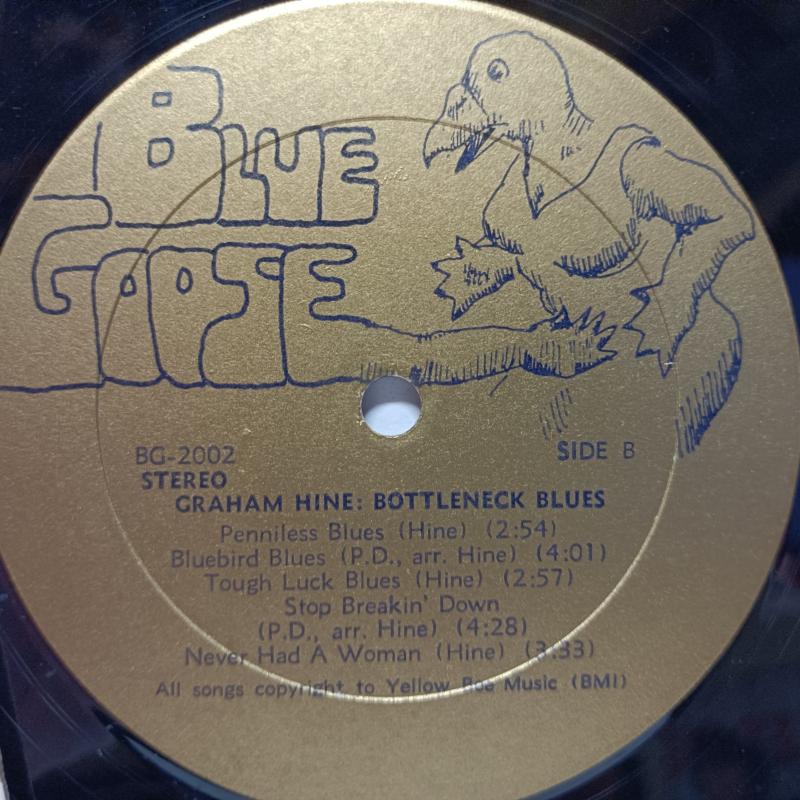 BLUE
GOOSE
BG-2002
SIDE B
STEREO
GRAHAM HINE: BOTTLENECK BLUES
Penniless Blues (Hine) (2:54)
Bluebird Blues (P.D., arr. Hine) (4:01)
Tough Luck Blues (Hine) (2:57)
Stop Breakin' Down
(P.D., arr. Hine) (4:28)
Never Had A Woman (Hine) (3:33)
All songs copyright to Yellow Bee Music (BMI)